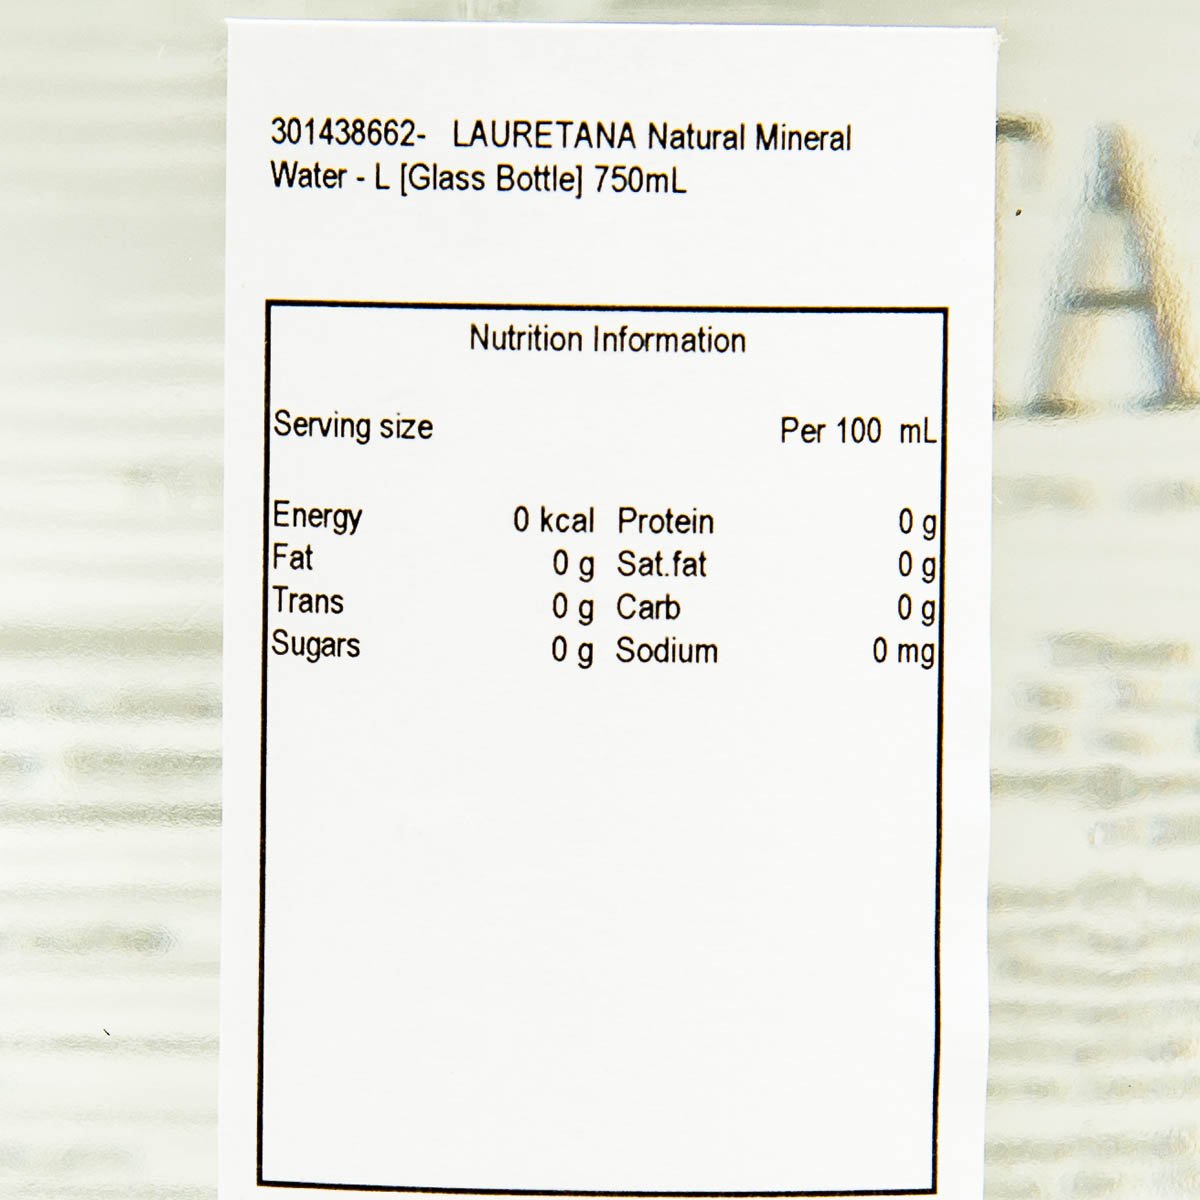 301438662- LAURETANA Natural Mineral
Water - L [Glass Bottle] 750mL
Nutrition Information
Serving size Per 100 mL
Energy 0 kcal Protein 0 g
Fat 0 g Sat.fat 0 g
Trans 0 g Carb 0 g
Sugars 0 g Sodium 0 mg
TA